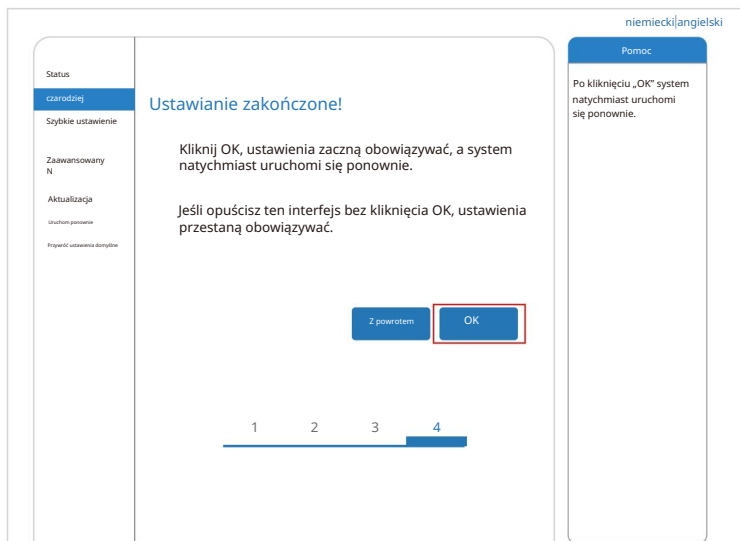 niemiecki|angielski
Status
czarodziej
Szybkie ustawienie
Zaawansowany
N
Aktualizacja
Uruchom ponownie
Przywróć ustawienia domyślne
Ustawianie zakończone!
Kliknij OK, ustawienia zaczną obowiązywać, a system
natychmiast uruchomi się ponownie.
Jeśli opuścisz ten interfejs bez kliknięcia OK, ustawienia
przestaną obowiązywać.
Z powrotem
OK
1 2 3 4
Pomoc
Po kliknięciu „OK” system
natychmiast uruchomi
się ponownie.